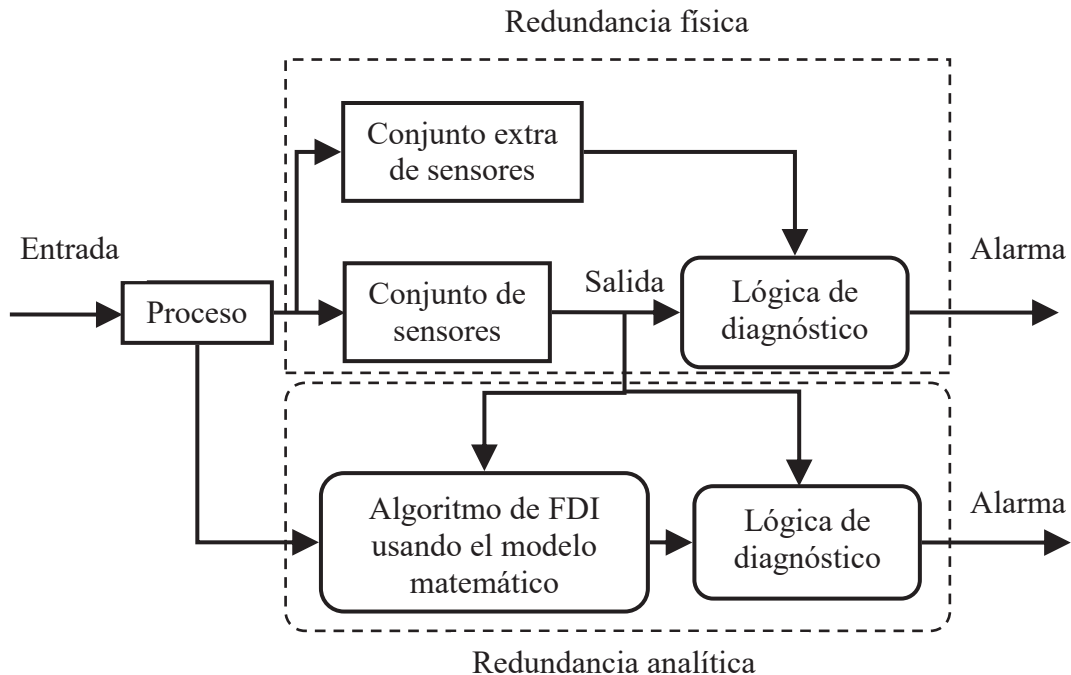 Redundancia física
Conjunto extra
de sensores
Entrada
Proceso
Conjunto de
sensores
Salida
Lógica de
diagnóstico
Alarma
Algoritmo de FDI
usando el modelo
matemático
Lógica de
diagnóstico
Alarma
Redundancia analítica